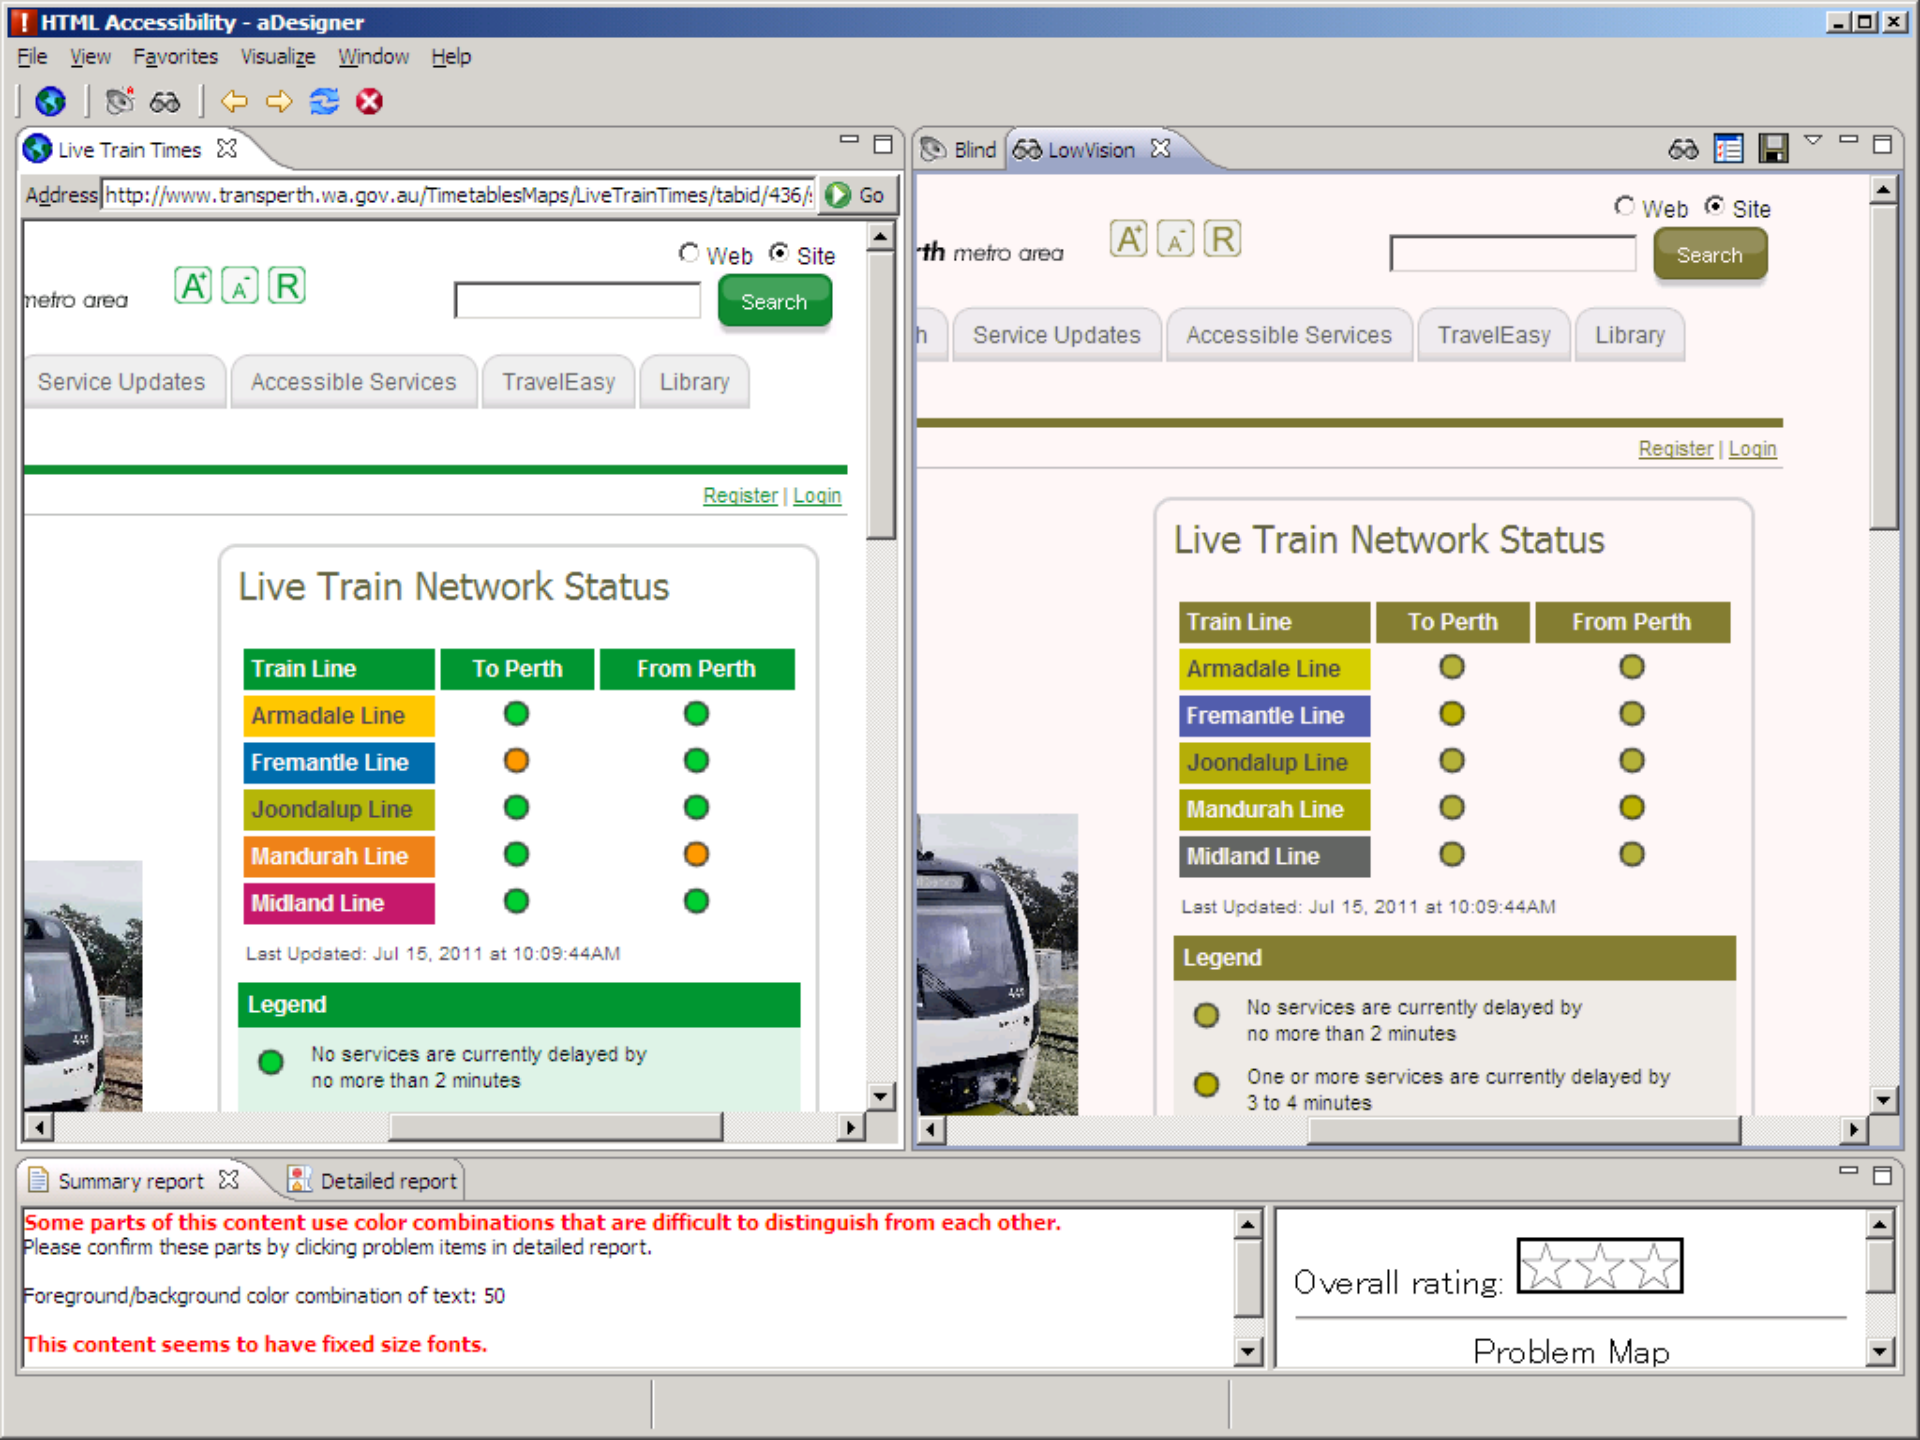 HTML Accessibility - aDesigner
File View Favorites Visualize Window Help
Live Train Times
Address http://www.transperth.wa.gov.au/TimetablesMaps/LiveTrainTimes/tabid/436/ Go
Web Site
metro area A+ A- R Search
Service Updates Accessible Services TravelEasy Library
Register | Login
Live Train Network Status
Train Line To Perth From Perth
Armadale Line
Fremantle Line
Joondalup Line
Mandurah Line
Midland Line
Last Updated: Jul 15, 2011 at 10:09:44AM
Legend
No services are currently delayed by
no more than 2 minutes
Blind LowVision
Web Site
rth metro area A+ A- R Search
h Service Updates Accessible Services TravelEasy Library
Register | Login
Live Train Network Status
Train Line To Perth From Perth
Armadale Line
Fremantle Line
Joondalup Line
Mandurah Line
Midland Line
Last Updated: Jul 15, 2011 at 10:09:44AM
Legend
No services are currently delayed by
no more than 2 minutes
One or more services are currently delayed by
3 to 4 minutes
Summary report Detailed report
Some parts of this content use color combinations that are difficult to distinguish from each other.
Please confirm these parts by clicking problem items in detailed report.
Foreground/background color combination of text: 50
This content seems to have fixed size fonts.
Overall rating:
Problem Map